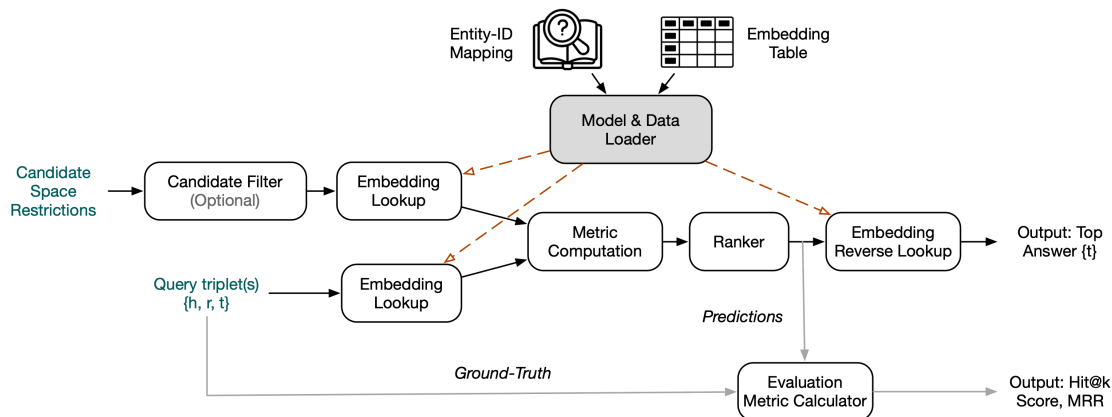 Entity-ID
Mapping
?
Embedding
Table
Model & Data
Loader
Candidate
Space
Restrictions
Candidate Filter
(Optional)
Embedding
Lookup
Metric
Computation
Ranker
Embedding
Reverse Lookup
Output: Top
Answer {t}
Query triplet(s)
{h, r, t}
Embedding
Lookup
Predictions
Ground-Truth
Evaluation
Metric Calculator
Output: Hit@k
Score, MRR